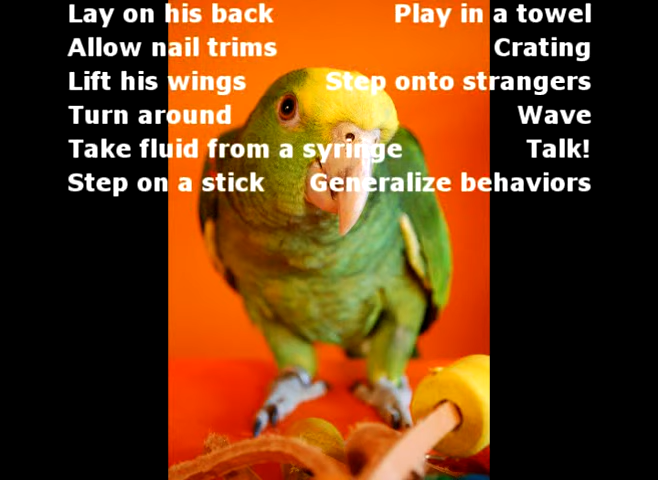 Lay on his back Play in a towel
Allow nail trims Crating
Lift his wings Step onto strangers
Turn around Wave
Take fluid from a syringe Talk!
Step on a stick Generalize behaviors